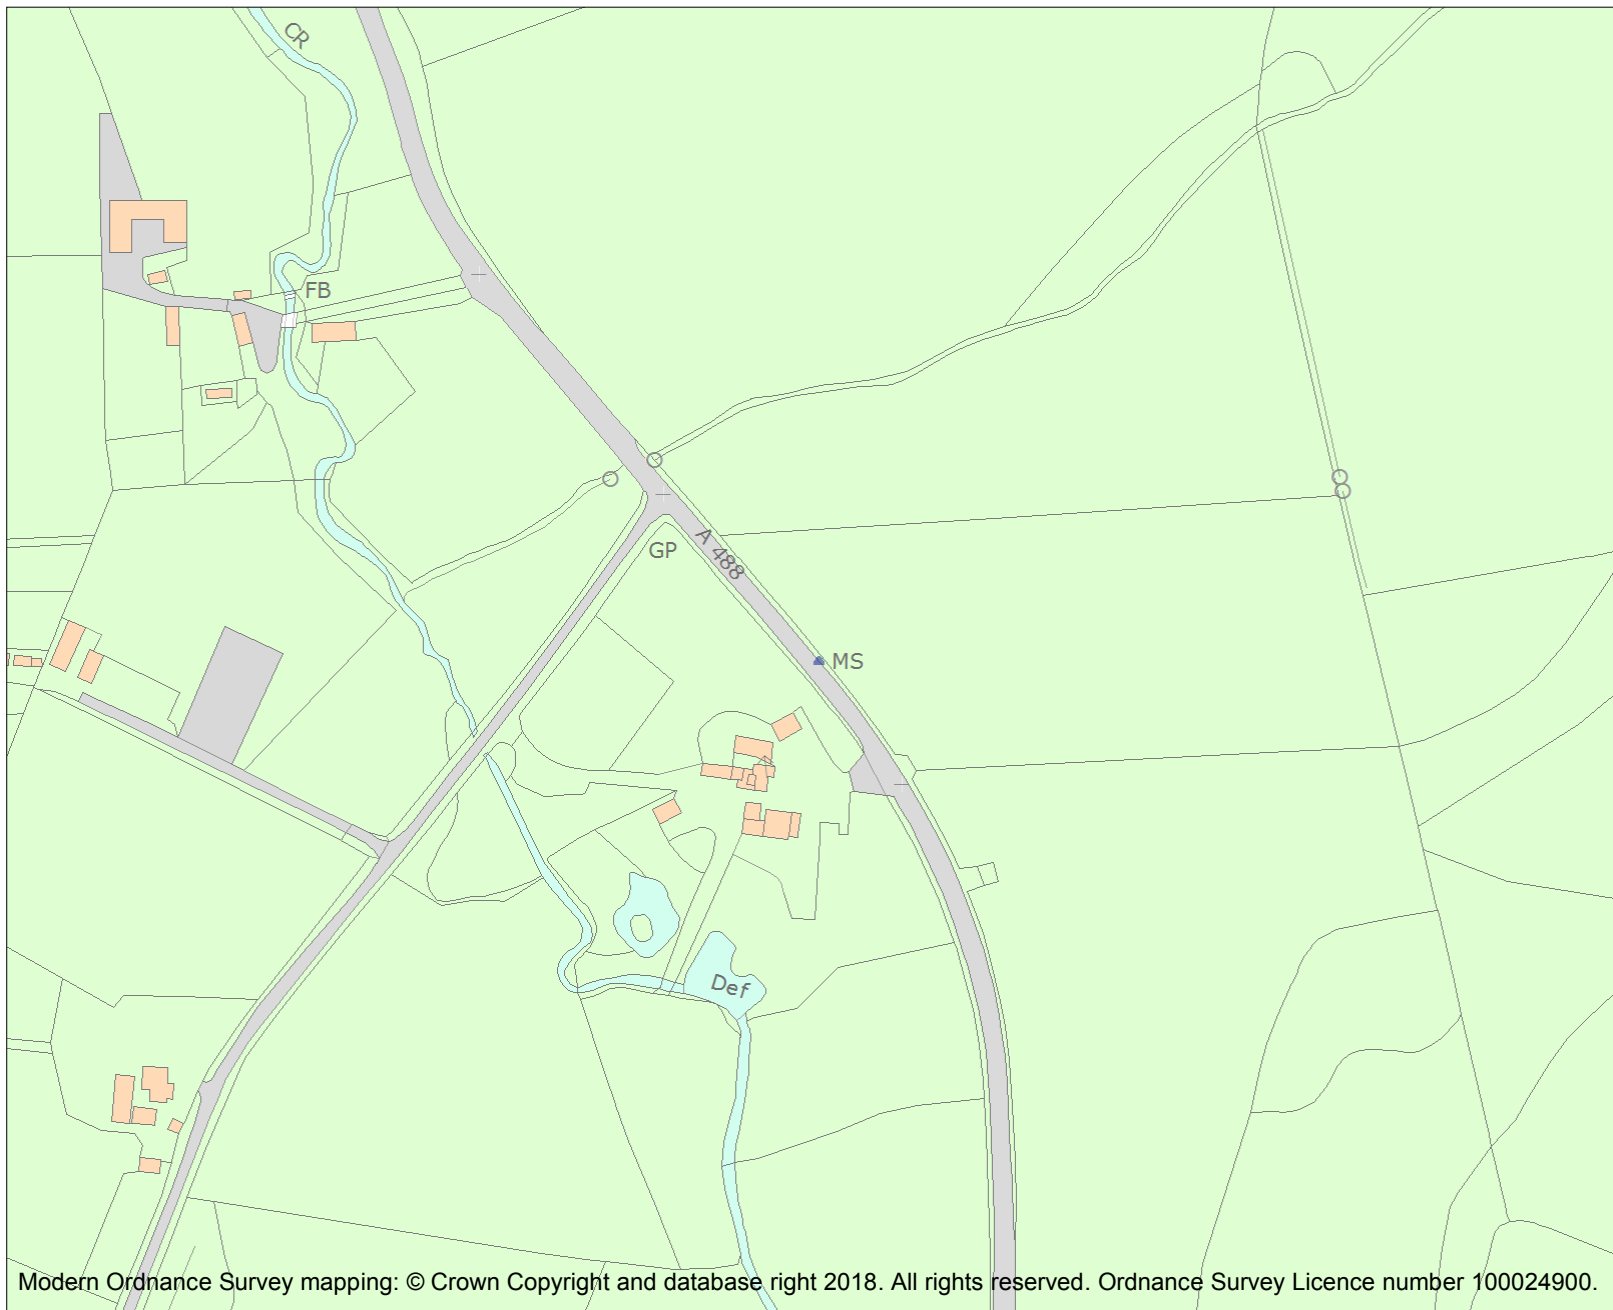 CR
FB
GP
A 488
MS
Def
Modern Ordnance Survey mapping: © Crown Copyright and database right 2018. All rights reserved. Ordnance Survey Licence number 100024900.